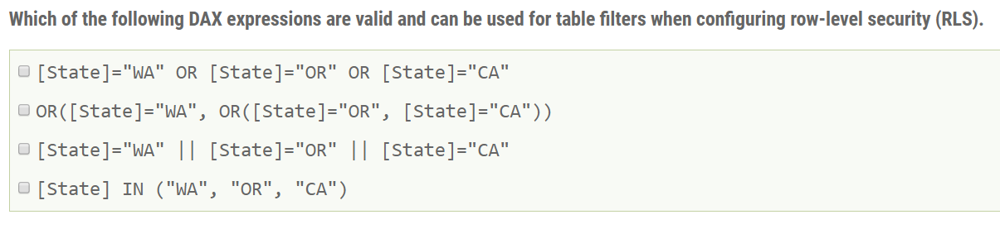 Which of the following DAX expressions are valid and can be used for table filters when configuring row-level security (RLS).
[State]="WA" OR [State]="OR" OR [State]="CA"
OR([State]="WA", OR([State]="OR", [State]="CA"))
[State]="WA" || [State]="OR" || [State]="CA"
[State] IN ("WA", "OR", "CA")